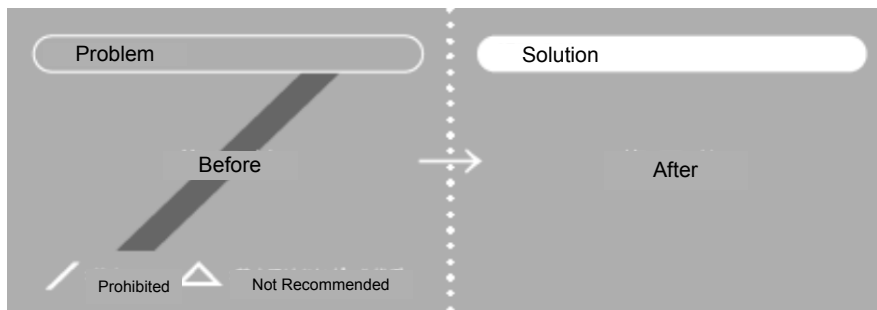 Problem
Solution
Before
After
Prohibited
Not Recommended